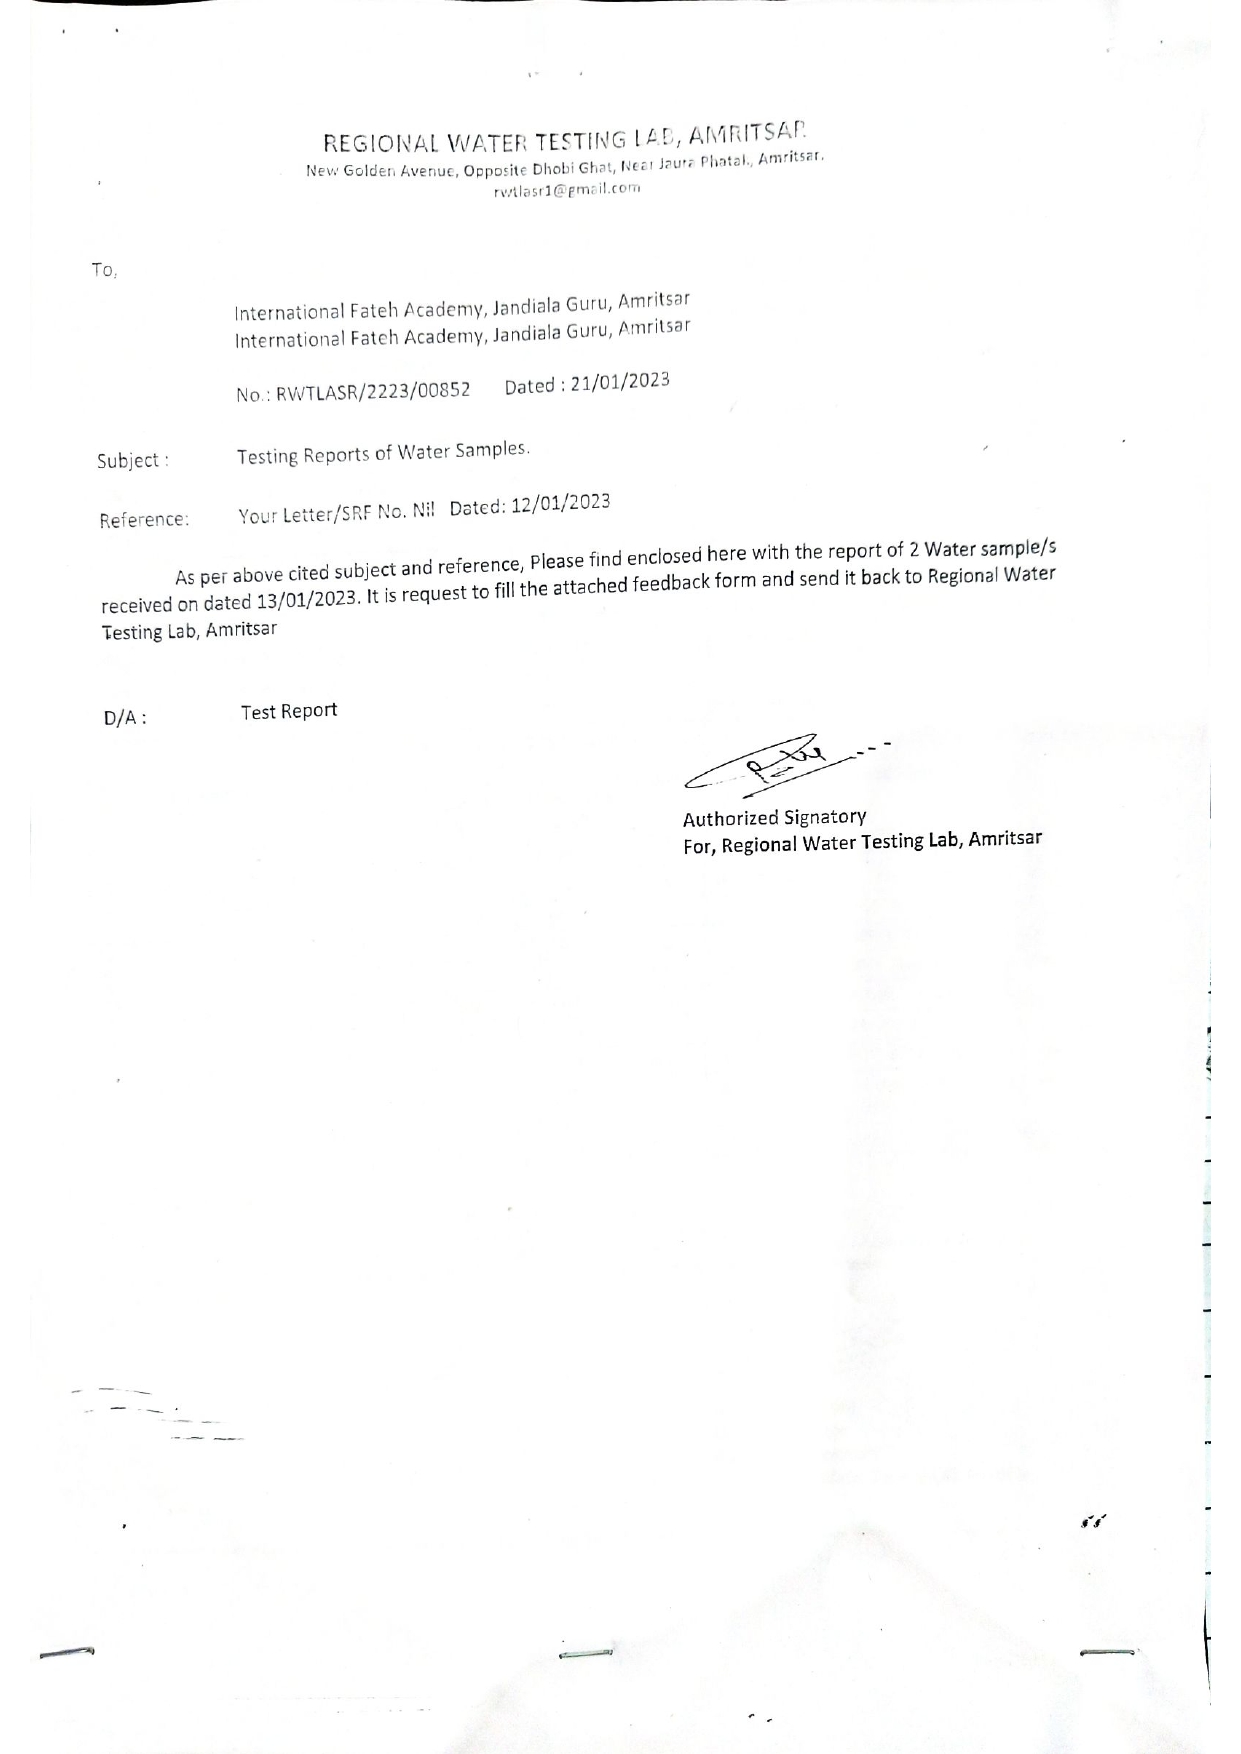 REGIONAL WATER TESTING LAB, AMRITSAR
New Golden Avenue, Opposite Dhobi Ghat, Near Jaura Phatak, Amritsar.
rwtlasr1@gmail.com
To,
International Fateh Academy, Jandiala Guru, Amritsar
International Fateh Academy, Jandiala Guru, Amritsar
No.: RWTLASR/2223/00852 Dated : 21/01/2023
Subject : Testing Reports of Water Samples.
Reference: Your Letter/SRF No. Nil Dated: 12/01/2023
As per above cited subject and reference, Please find enclosed here with the report of 2 Water sample/s
received on dated 13/01/2023. It is request to fill the attached feedback form and send it back to Regional Water
Testing Lab, Amritsar
D/A : Test Report
Authorized Signatory
For, Regional Water Testing Lab, Amritsar